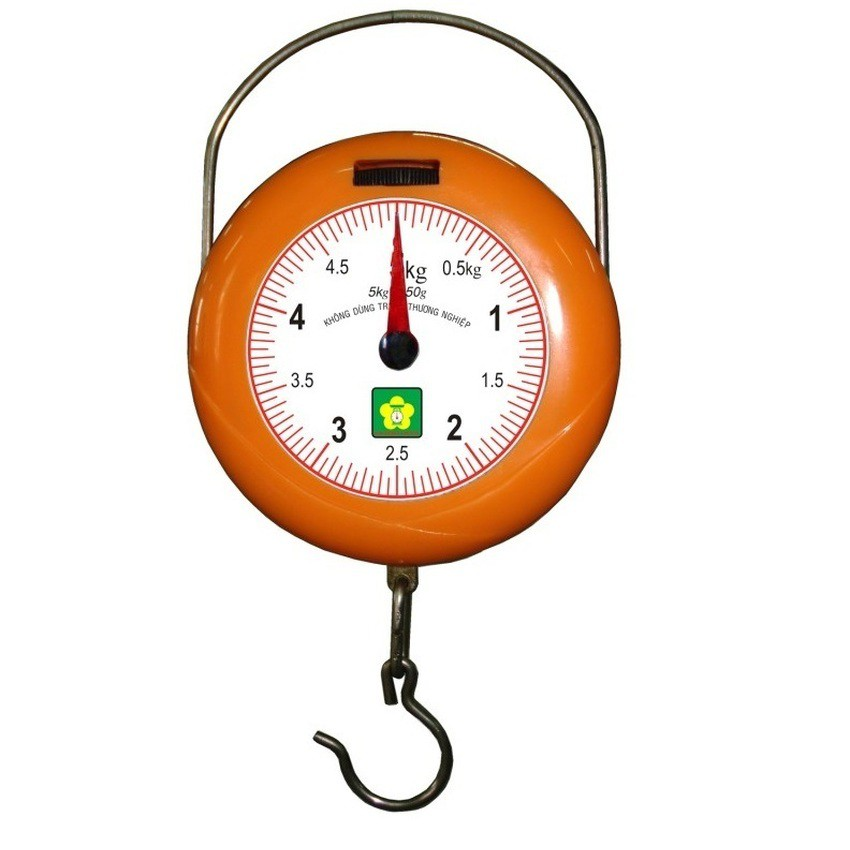 4.5 kg 0.5kg
5kg 50g
KHÔNG DÙNG THƯƠNG NGHIỆP
4 1
3.5 1.5
3 2
2.5